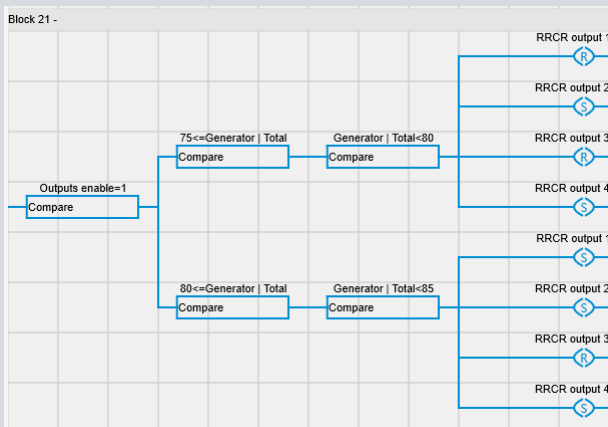 Block 21 -
RRCR output 1
R
RRCR output 2
S
75<=Generator | Total
Compare
Generator | Total<80
Compare
RRCR output 3
R
Outputs enable=1
Compare
RRCR output 4
S
RRCR output 1
S
80<=Generator | Total
Compare
Generator | Total<85
Compare
RRCR output 2
S
RRCR output 3
R
RRCR output 4
S